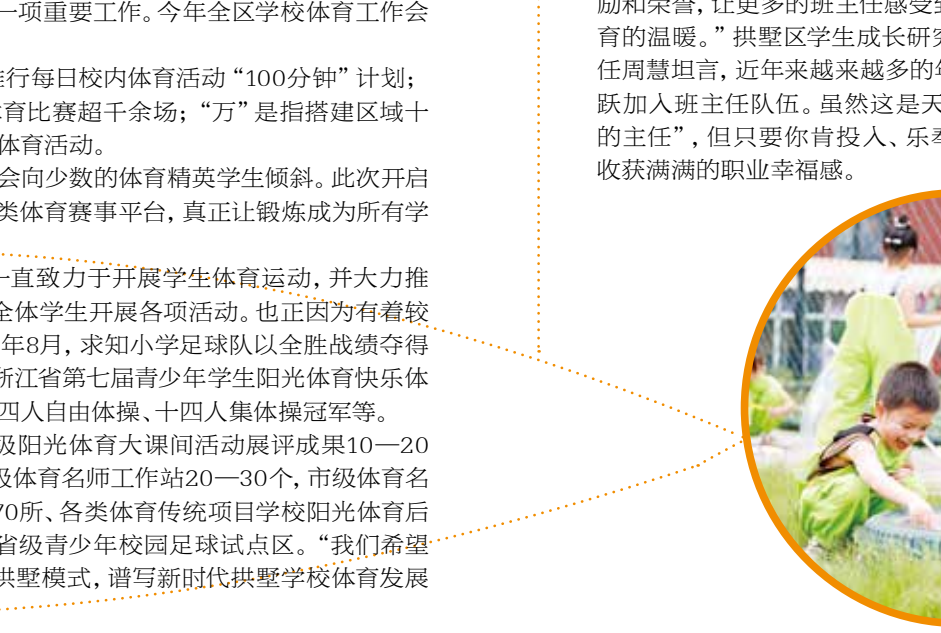 一项重要工作。今年全区学校体育工作会
行每日校内体育活动“100分钟”计划；
育比赛超千余场；“万”是指搭建区域十
体育活动。
会向少数的体育精英学生倾斜。此次开启
类体育赛事平台，真正让锻炼成为所有学
一直致力于开展学生体育运动，并大力推
全体学生开展各项活动。也正因为有着较
年8月，求知小学足球队以全胜战绩夺得
浙江省第七届青少年学生阳光体育快乐体
四人自由体操、十四人集体操冠军等。
级阳光体育大课间活动展评成果10—20
级体育名师工作站20—30个，市级体育名
70所、各类体育传统项目学校阳光体育后
省级青少年校园足球试点区。“我们希望
拱墅模式，谱写新时代拱墅学校体育发展
励和荣誉，让更多的班主任感受到
育的温暖。”拱墅区学生成长研究
任周慧坦言，近年来越来越多的年
跃加入班主任队伍。虽然这是天
的主任”，但只要你肯投入、乐奉
收获满满的职业幸福感。